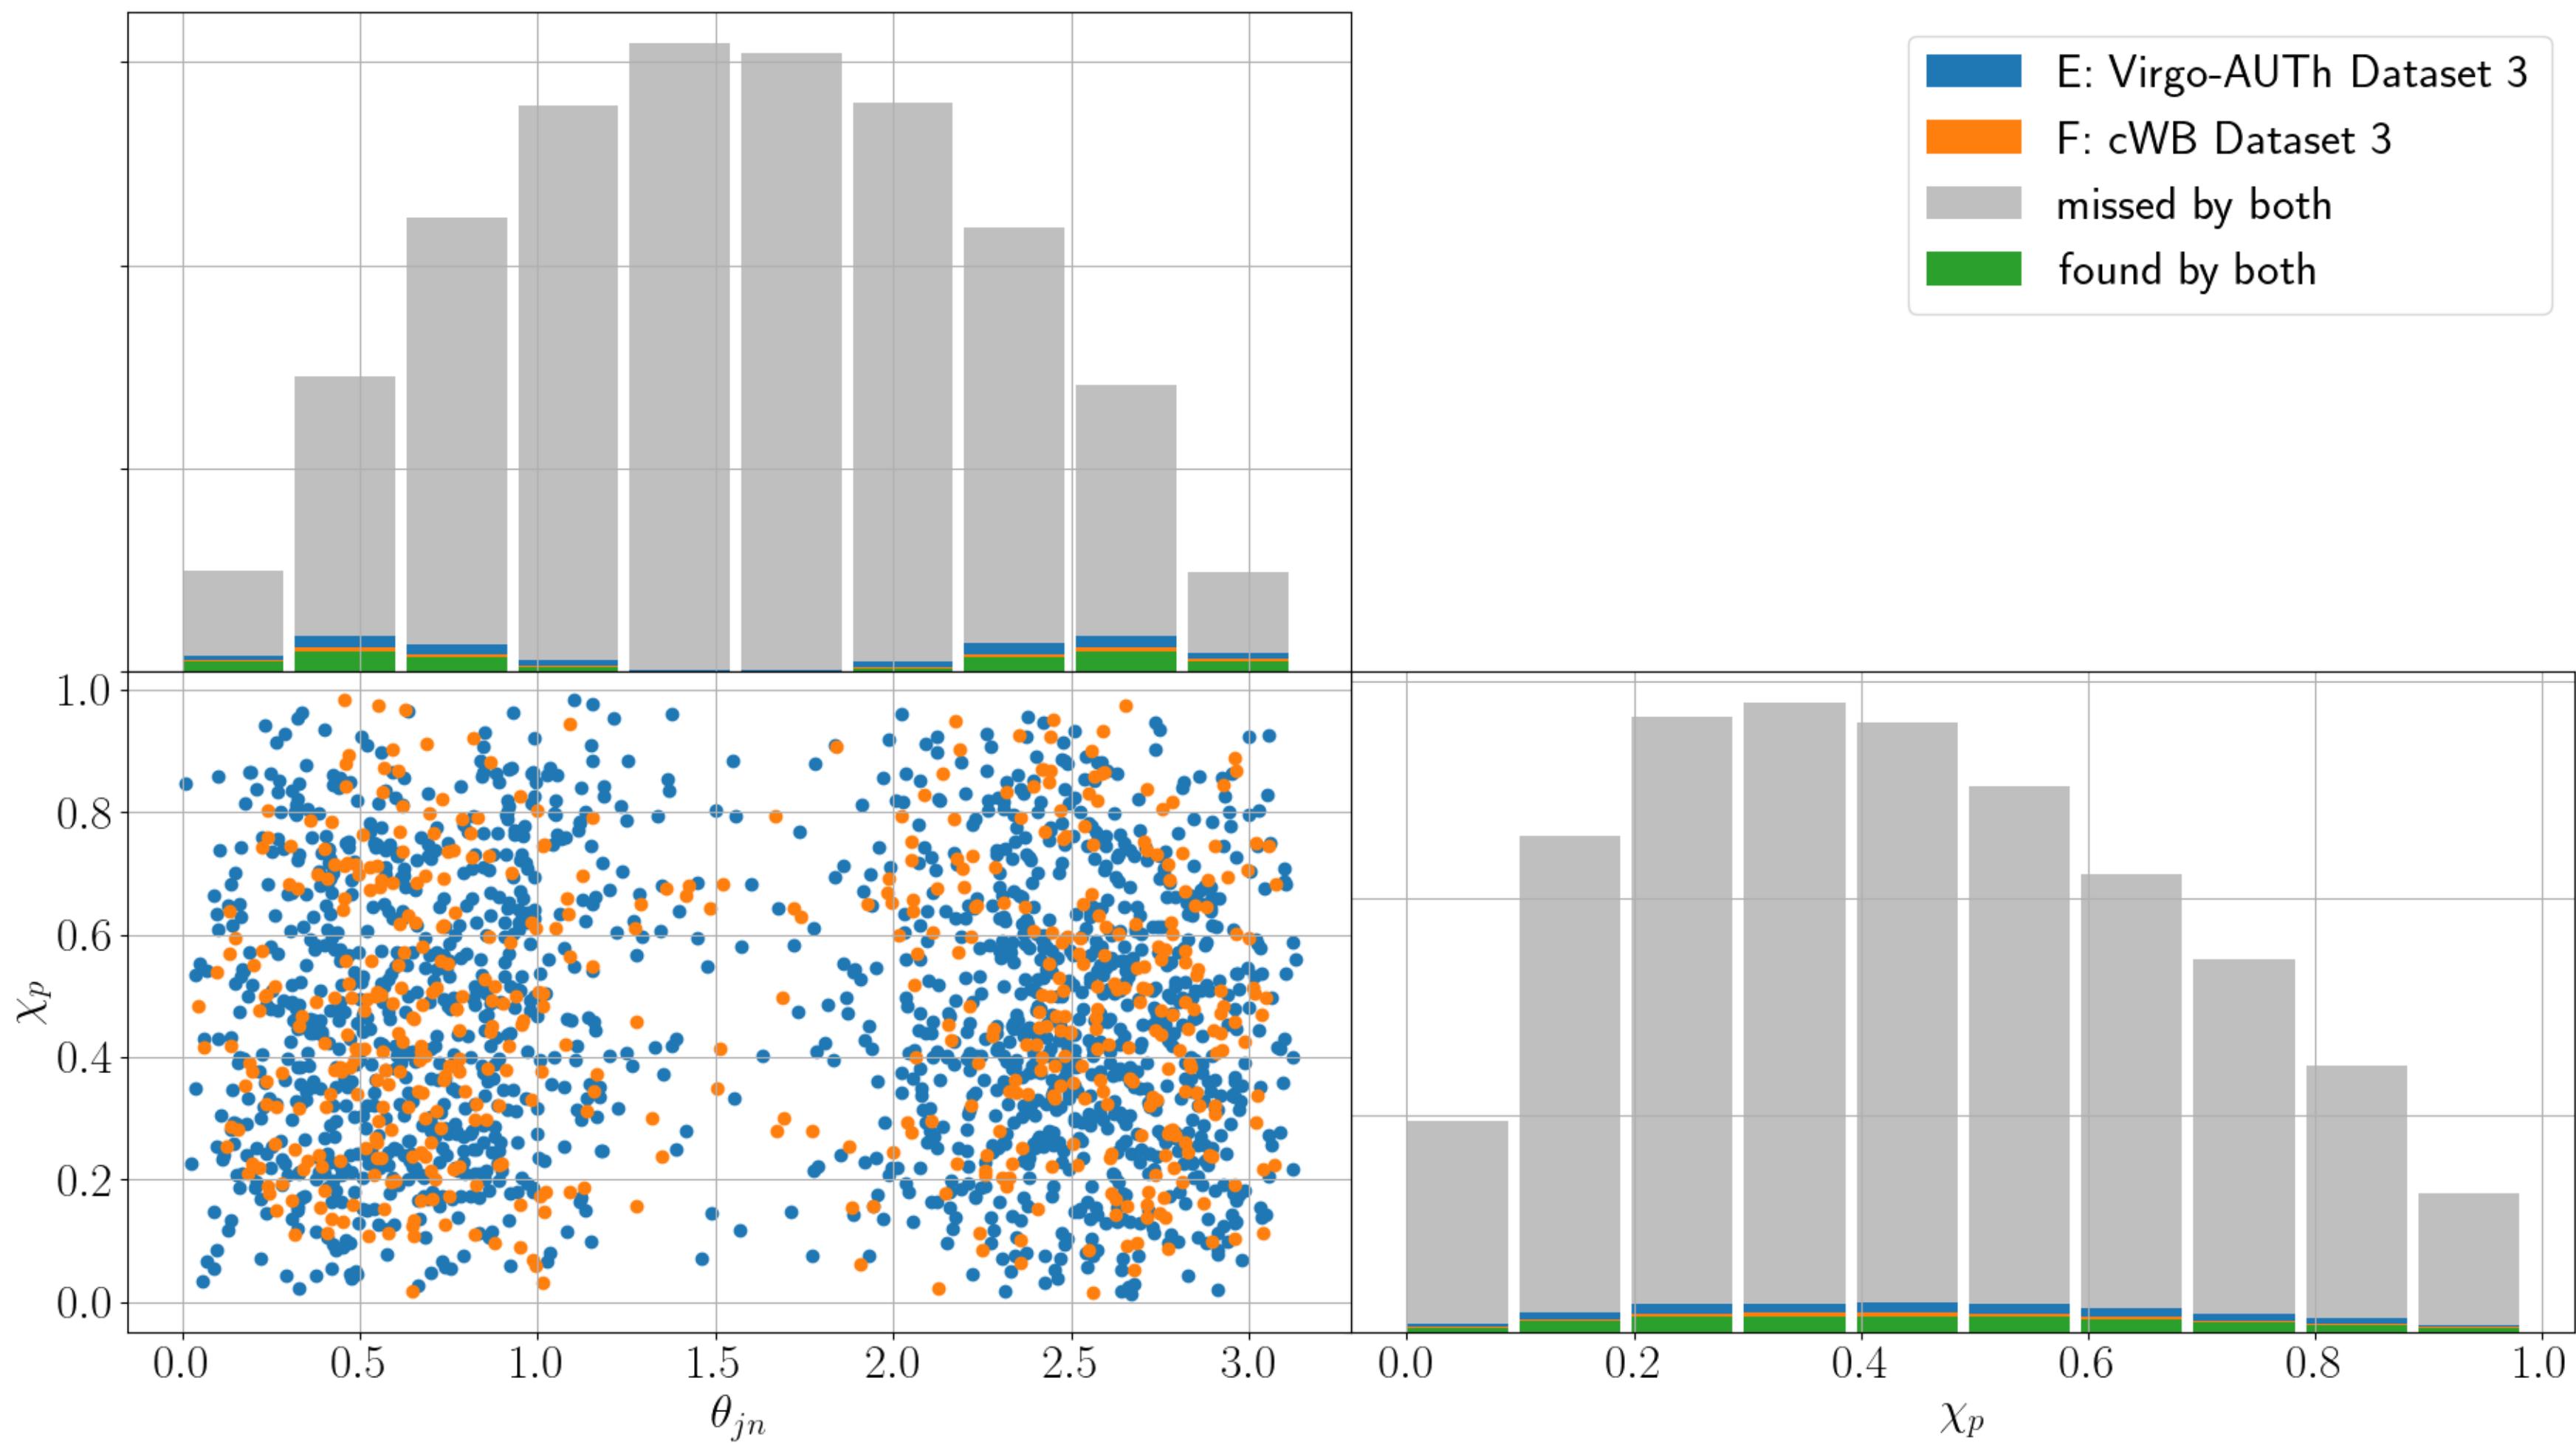 E: Virgo-AUTh Dataset 3
F: cWB Dataset 3
missed by both
found by both
1.0
0.8
0.6
0.4
0.2
0.0
χp
0.0 0.5 1.0 1.5 2.0 2.5 3.0
θjn
0.0 0.2 0.4 0.6 0.8 1.0
χp